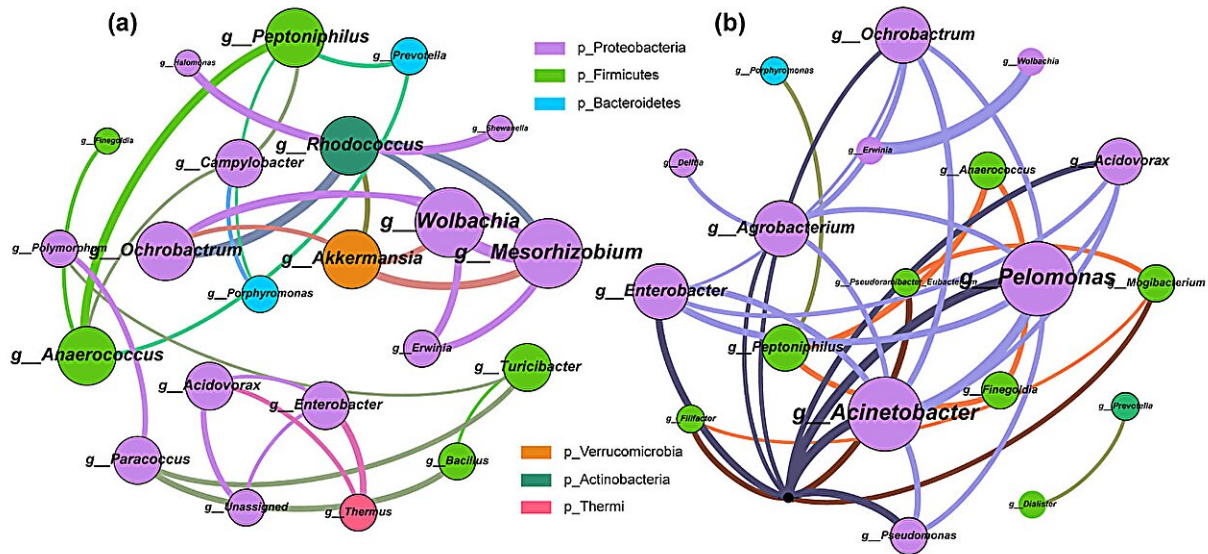 (a)
g__Peptoniphilus
g__Prevotella
g__Halomonas
p_Proteobacteria
p_Firmicutes
p_Bacteroidetes
g__Shewanella
g__Rhodococcus
g__Finegoldia
g__Campylobacter
g__Wolbachia
g__Polymorphum
g__Ochrobactrum
g__Mesorhizobium
g__Akkermansia
g__Porphyromonas
g__Erwinia
g__Anaerococcus
g__Turicibacter
g__Acidovorax
g__Enterobacter
g__Paracoccus
g__Bacillus
g__Unassigned
g__Thermus
p_Verrucomicrobia
p_Actinobacteria
p_Thermi
(b)
g__Ochrobactrum
g__Wolbachia
g__Porphyromonas
g__Erwinia
g__Delftia
g__Anaerococcus
g__Acidovorax
g__Agrobacterium
g__Pseudoramibacter_Eubacterium
g__Pelomonas
g__Mogibacterium
g__Enterobacter
g__Peptoniphilus
g__Finegoldia
g__Acinetobacter
g__Filifactor
g__Prevotella
g__Dialister
g__Pseudomonas